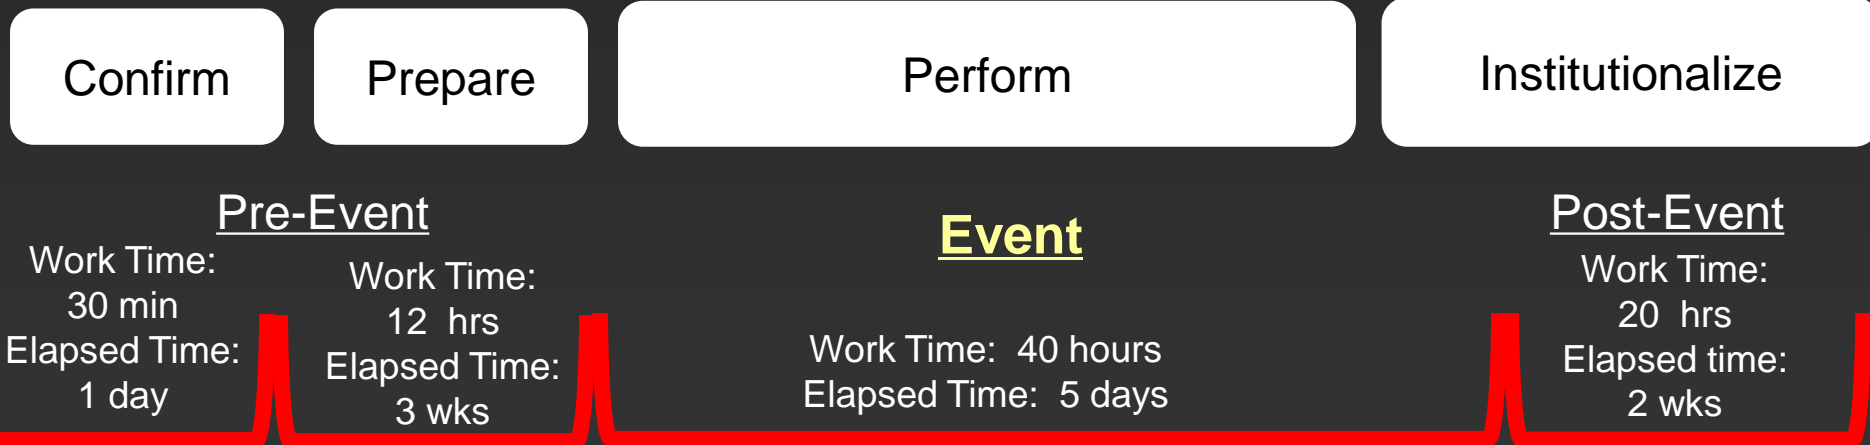 Confirm
Prepare
Perform
Institutionalize
Pre-Event
Work Time:
30 min
Elapsed Time:
1 day
Work Time:
12 hrs
Elapsed Time:
3 wks
Event
Work Time: 40 hours
Elapsed Time: 5 days
Post-Event
Work Time:
20 hrs
Elapsed time:
2 wks